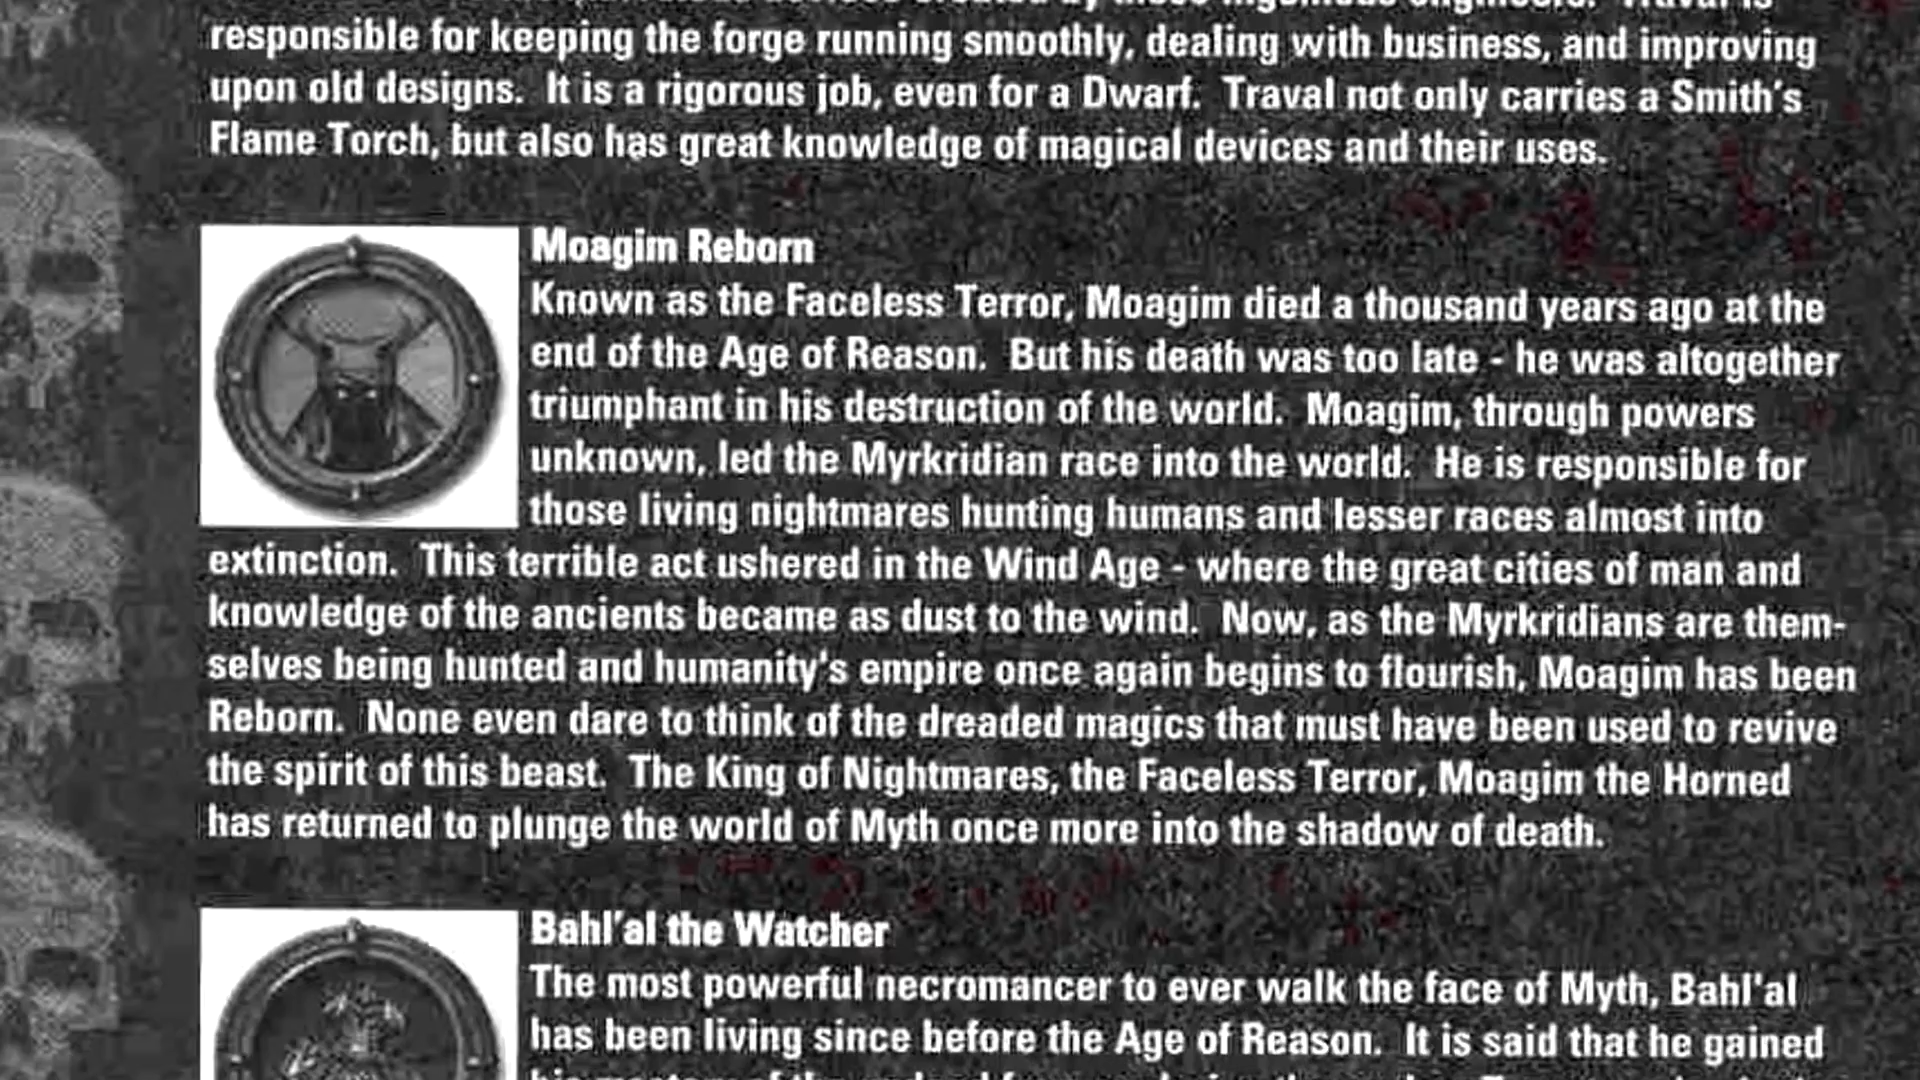 responsible for keeping the forge running smoothly, dealing with business, and improving
upon old designs.  It is a rigorous job, even for a Dwarf.  Traval not only carries a Smith's
Flame Torch, but also has great knowledge of magical devices and their uses.
Moagim Reborn
Known as the Faceless Terror, Moagim died a thousand years ago at the
end of the Age of Reason.  But his death was too late - he was altogether
triumphant in his destruction of the world.  Moagim, through powers
unknown, led the Myrkridian race into the world.  He is responsible for
those living nightmares hunting humans and lesser races almost into
extinction.  This terrible act ushered in the Wind Age - where the great cities of man and
knowledge of the ancients became as dust to the wind.  Now, as the Myrkridians are them-
selves being hunted and humanity's empire once again begins to flourish, Moagim has been
Reborn.  None even dare to think of the dreaded magics that must have been used to revive
the spirit of this beast.  The King of Nightmares, the Faceless Terror, Moagim the Horned
has returned to plunge the world of Myth once more into the shadow of death.
Bahl'al the Watcher
The most powerful necromancer to ever walk the face of Myth, Bahl'al
has been living since before the Age of Reason.  It is said that he gained